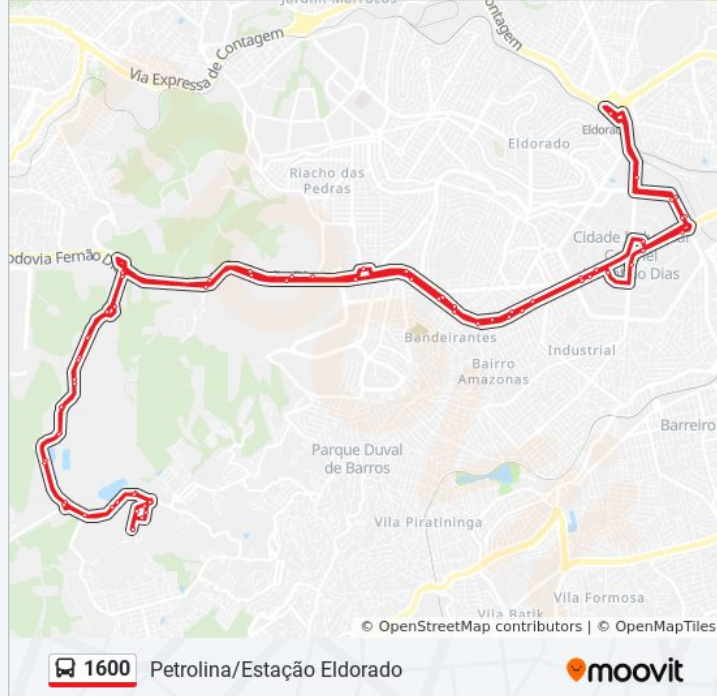 Jardim Marrocos
Contagem
Via Expressa de Contagem
Eldorado
Eldorado
Riacho das
Pedras
Cidade
Dias
odovia Fernão D
Bandeirantes
Industrial
Bairro
Amazonas
Barreiro
Parque Duval
de Barros
Vila Piratininga
Vila Formosa
Vila Batik
© OpenStreetMap contributors | © OpenMapTiles
1600 Petrolina/Estação Eldorado
moovit